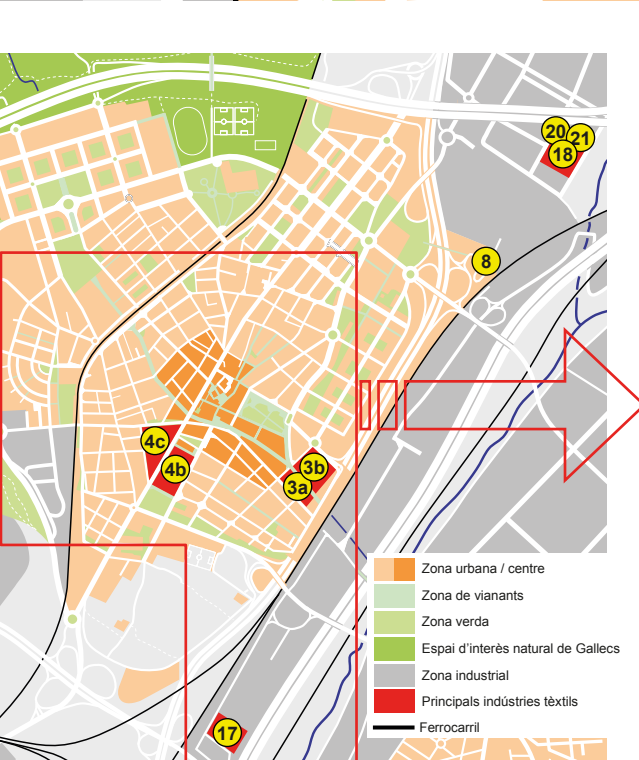 20
21
18
8
4c
4b
3b
3a
Zona urbana / centre
Zona de vianants
Zona verda
Espai d'interès natural de Gallecs
Zona industrial
Principals indústries tèxtils
Ferrocarril
17